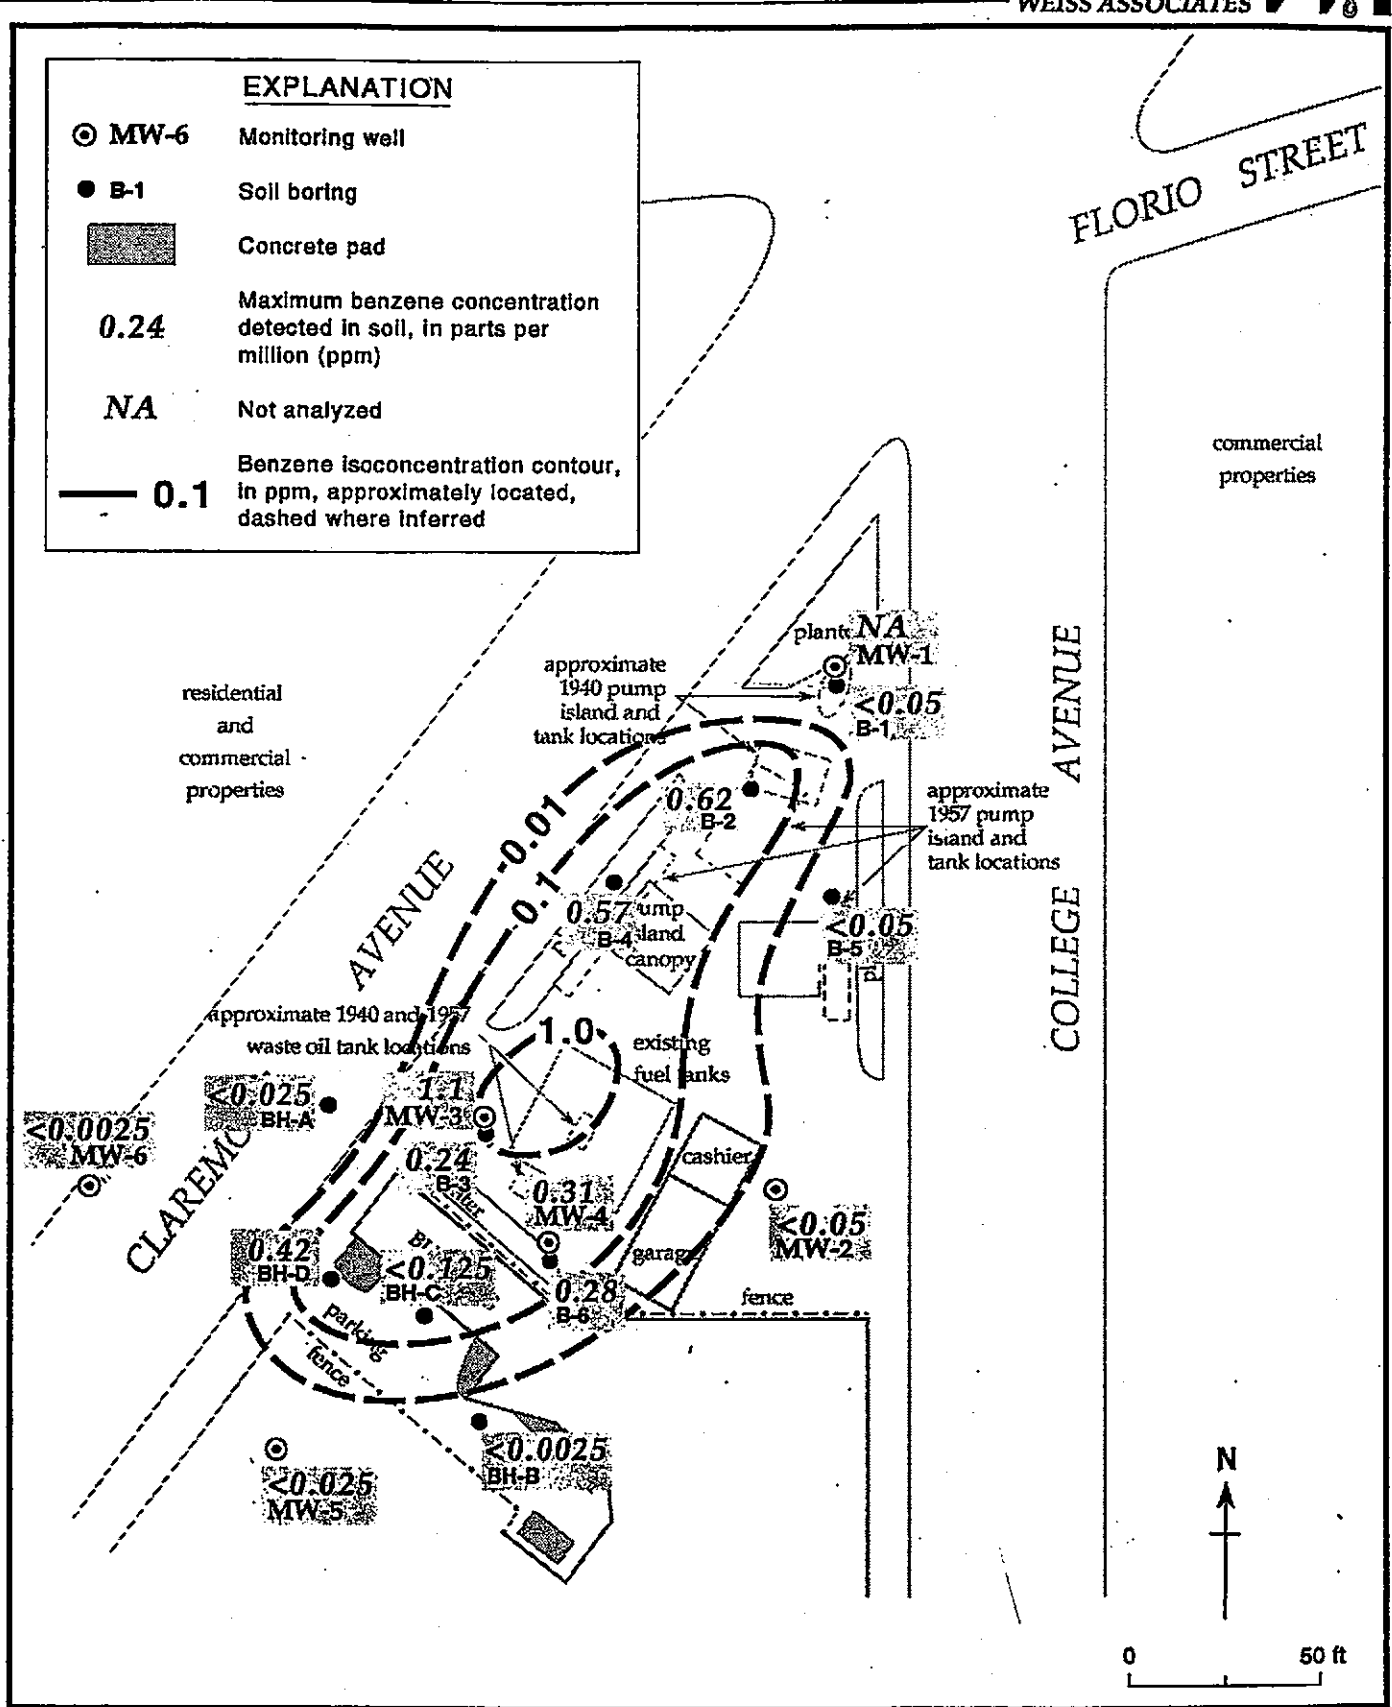 WEISS ASSOCIATES
EXPLANATION
MW-6 Monitoring well
B-1 Soil boring
Concrete pad
0.24 Maximum benzene concentration
detected in soil, in parts per
million (ppm)
NA Not analyzed
0.1 Benzene isoconcentration contour,
in ppm, approximately located,
dashed where inferred
FLORIO STREET
commercial
properties
NA
MW-1
approximate
1940 pump
island and
tank locations
<0.05
B-1
residential
and
commercial
properties
COLLEGE AVENUE
0.62
B-2
approximate
1957 pump
island and
tank locations
0.01
0.1
AVENUE
0.57
B-4
canopy
<0.05
B-5
approximate 1940 and 1957
waste oil tank locations
1.0
existing
fuel tanks
<0.025
BH-A
1.1
MW-3
<0.0025
MW-6
0.24
B-3
cashier
0.31
MW-4
<0.05
MW-2
0.42
BH-D
<0.125
BH-C
garage
0.28
B-6
fence
parking
fence
<0.0025
BH-B
<0.025
MW-5
N
0 50 ft